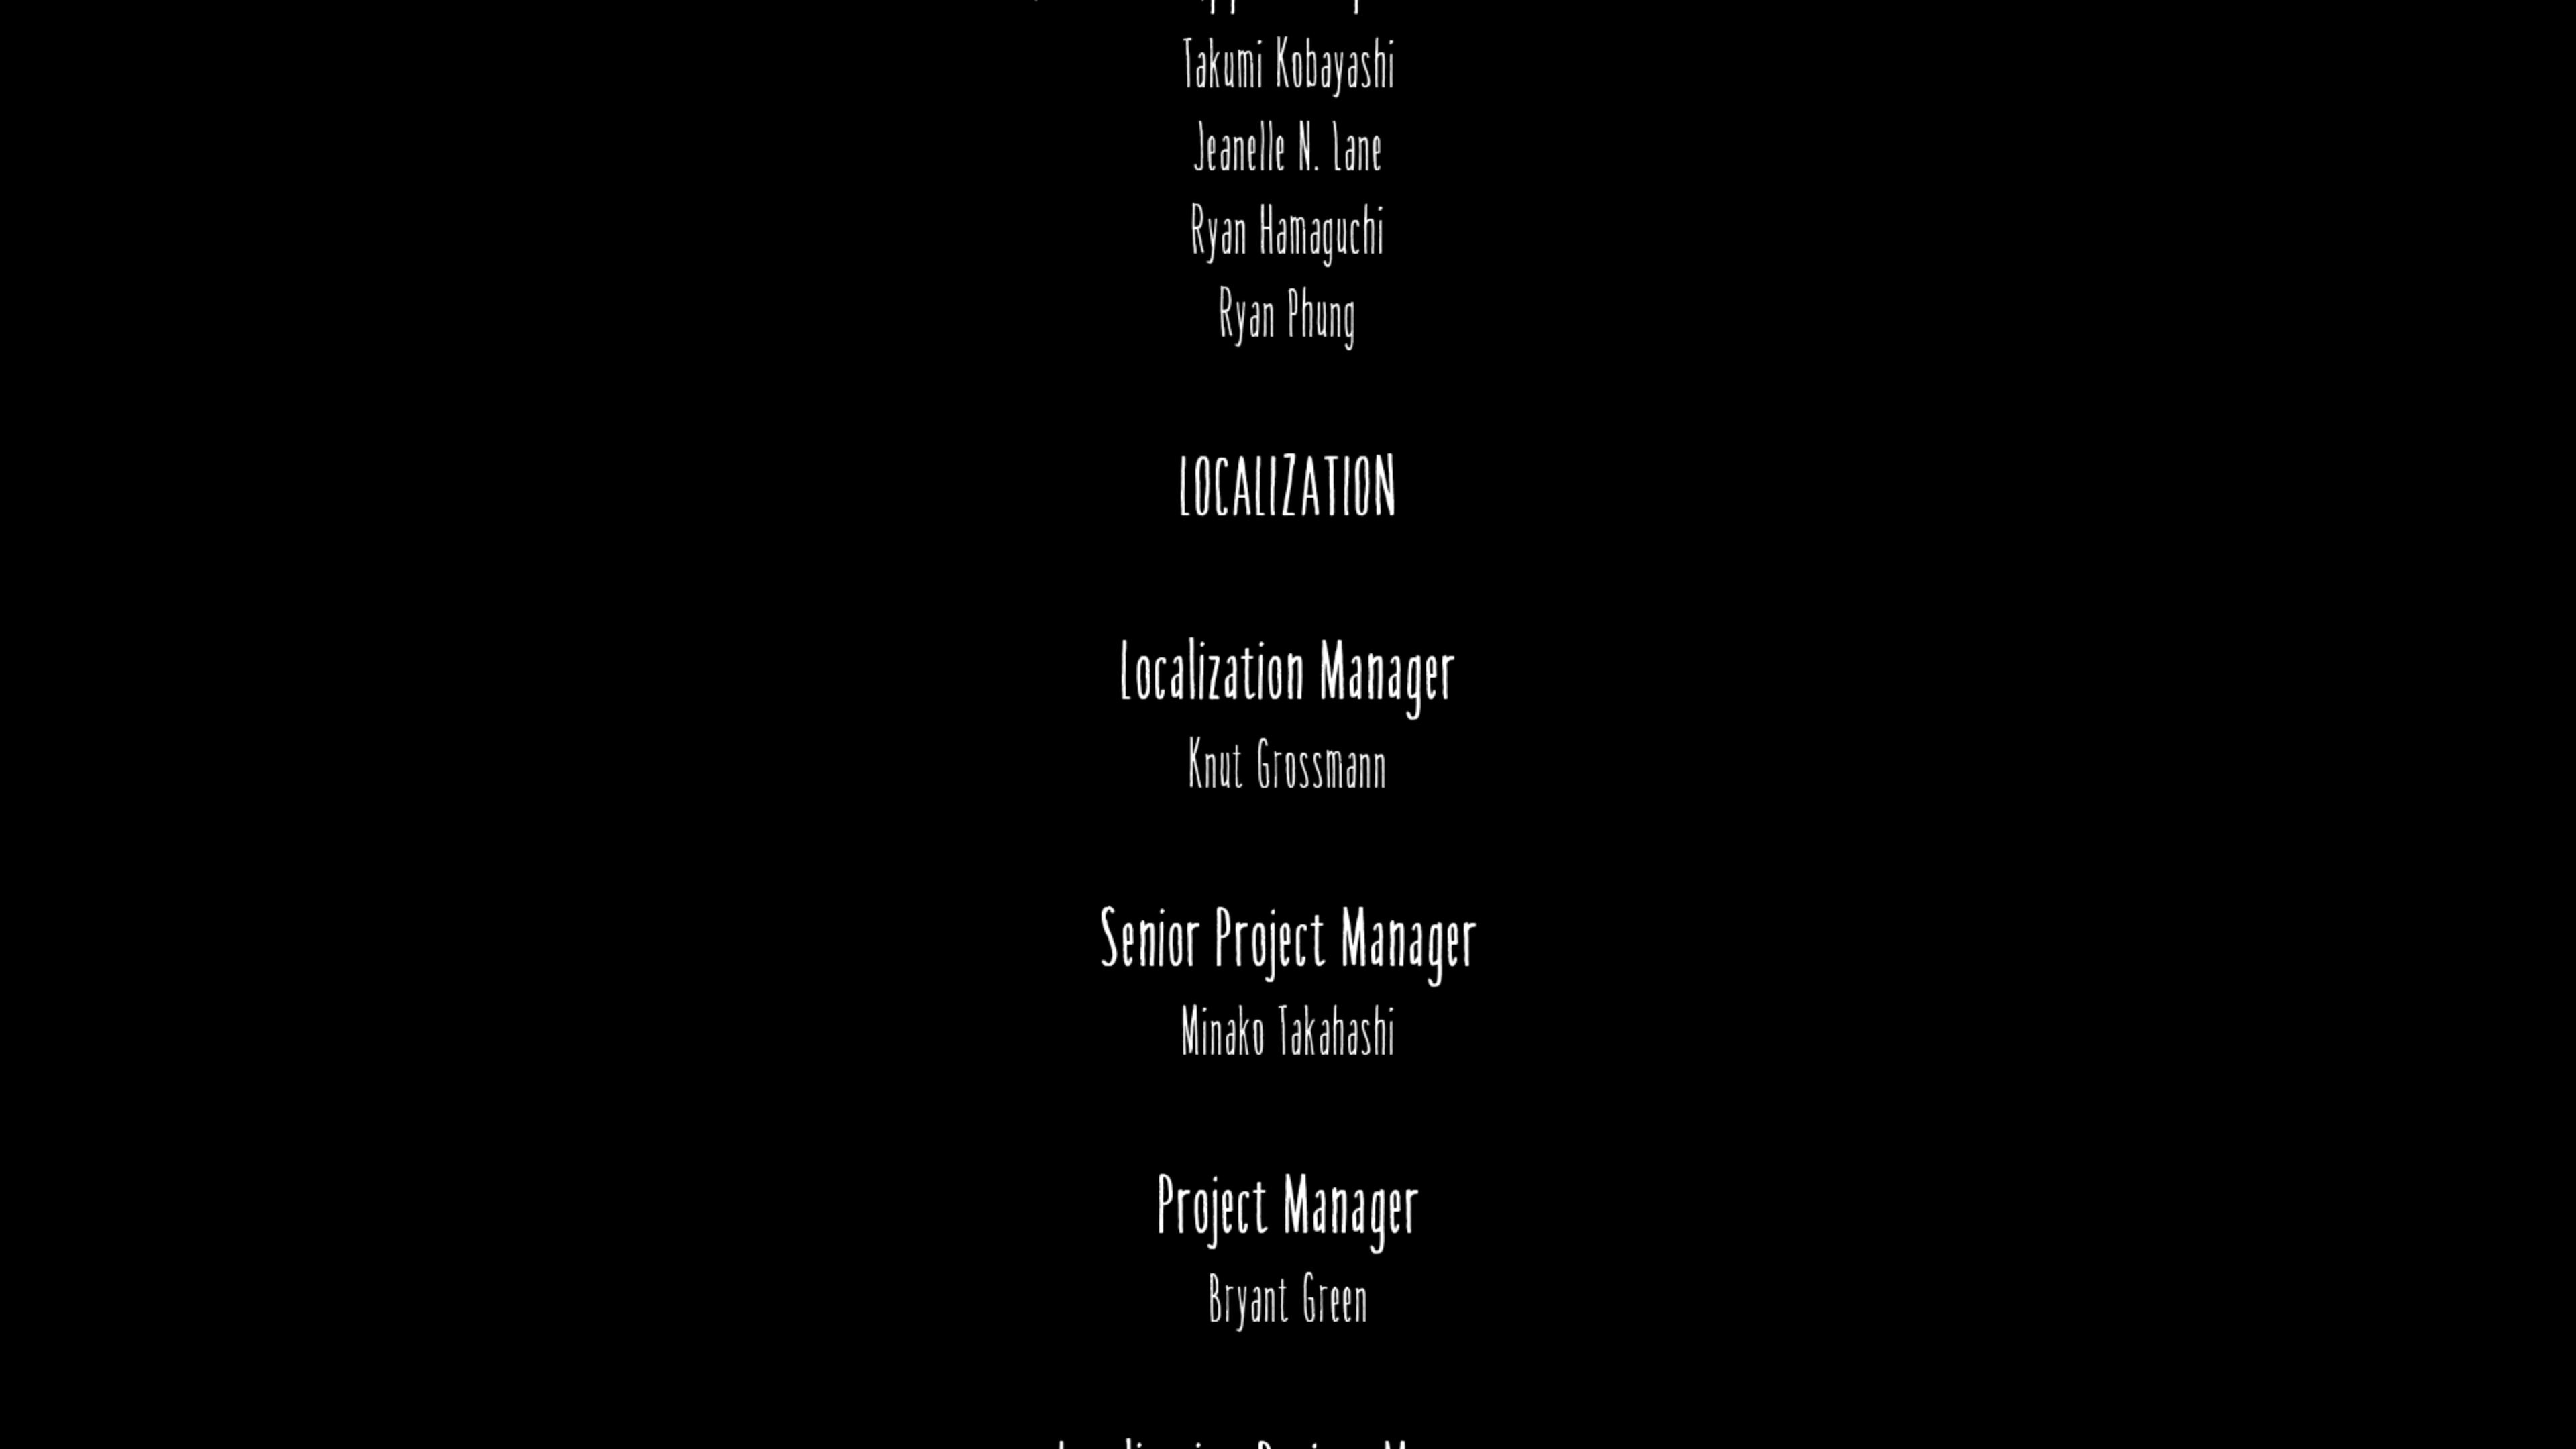 Takumi Kobayashi
Jeanelle N. Lane
Ryan Hamaguchi
Ryan Phung
LOCALIZATION
Localization Manager
Knut Grossmann
Senior Project Manager
Minako Takahashi
Project Manager
Bryant Green